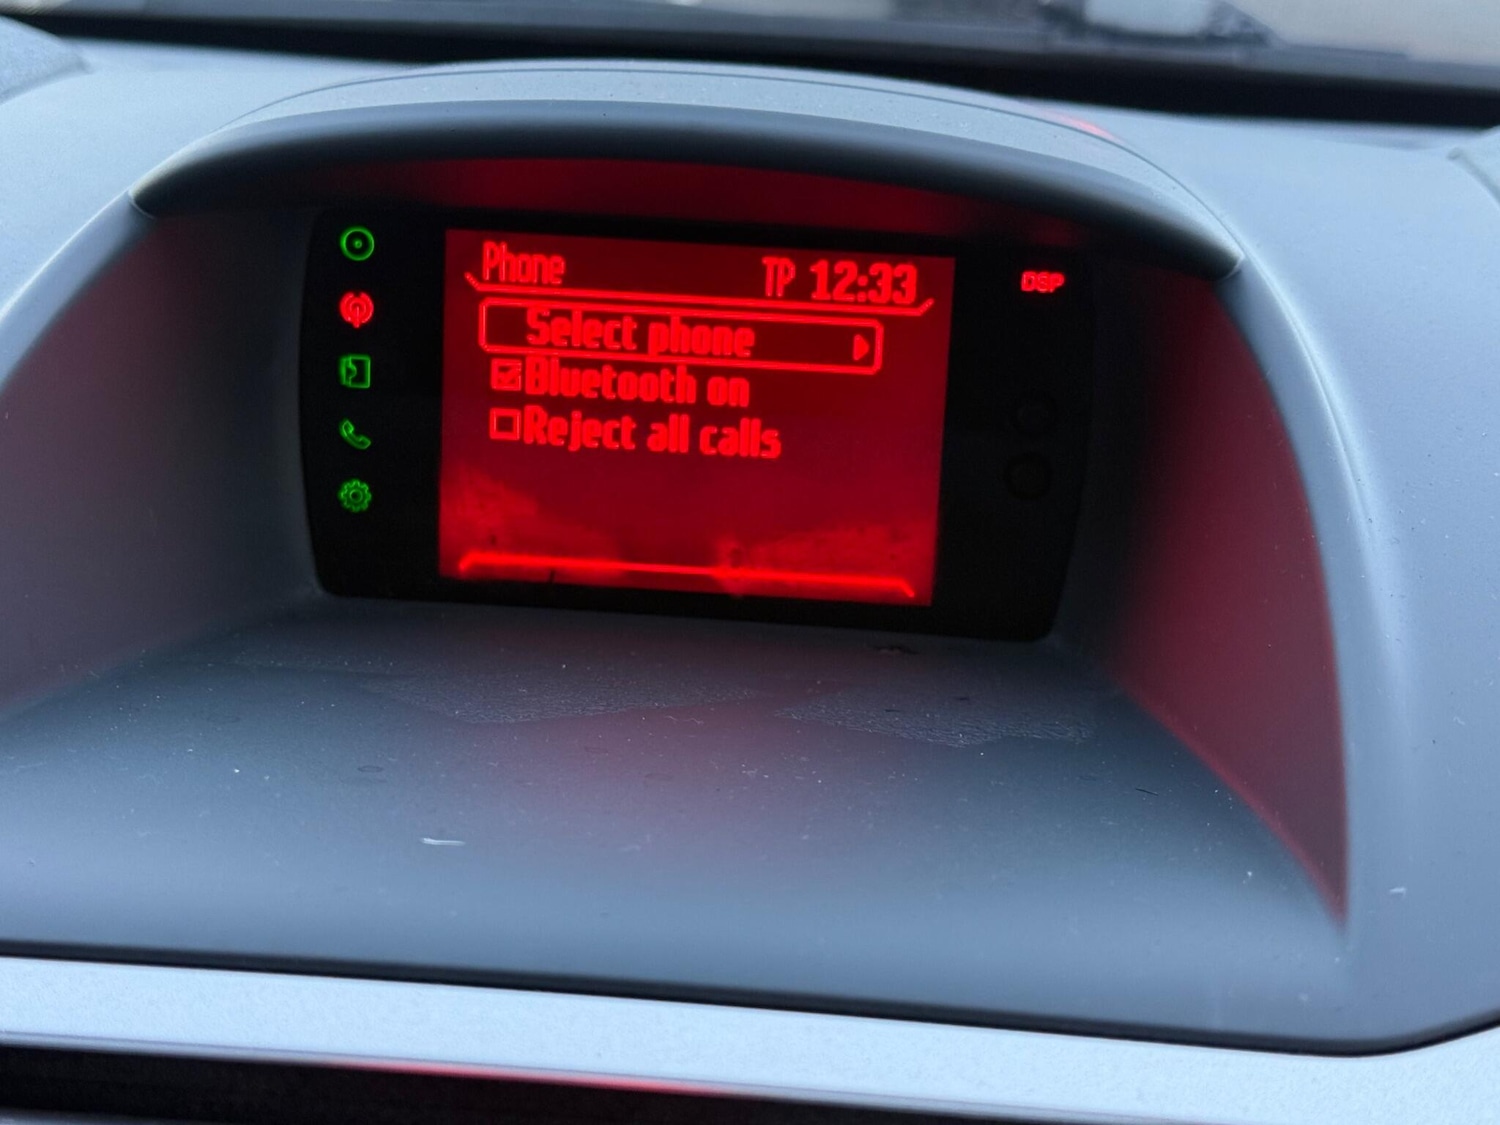 Phone TP 12:33 DSP
Select phone
Bluetooth on
Reject all calls